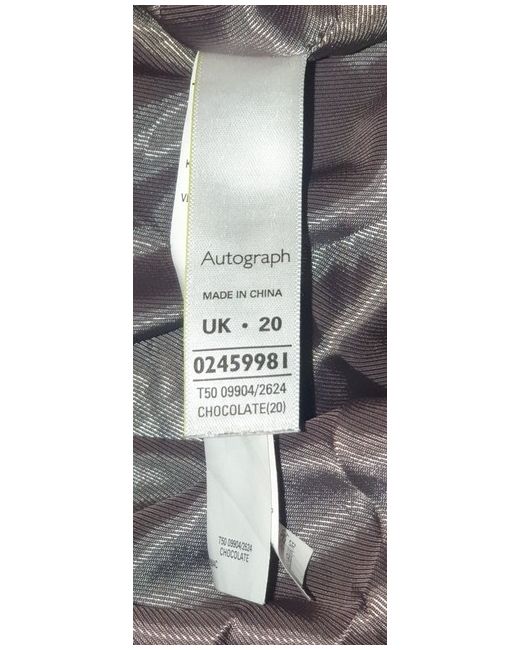 Autograph
MADE IN CHINA
UK • 20
02459981
T50 09904/2624
CHOCOLATE(20)
T50 09904/2624
CHOCOLATE